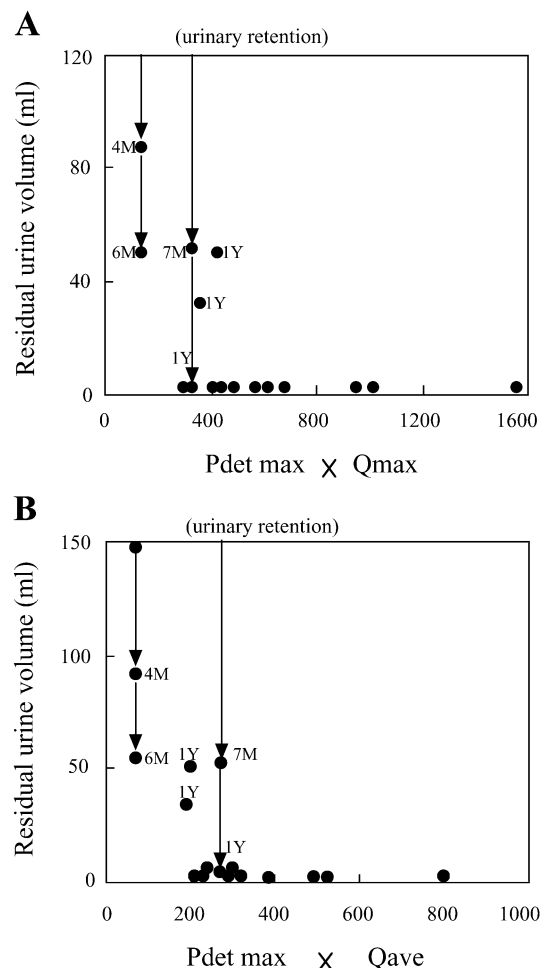 A
(urinary retention)
Residual urine volume (ml)
120
80
40
0
4M
6M
7M
1Y
1Y
1Y
0 400 800 1200 1600
Pdet max × Qmax
B
(urinary retention)
Residual urine volume (ml)
150
100
50
0
4M
6M
1Y
7M
1Y
1Y
0 200 400 600 800 1000
Pdet max × Qave